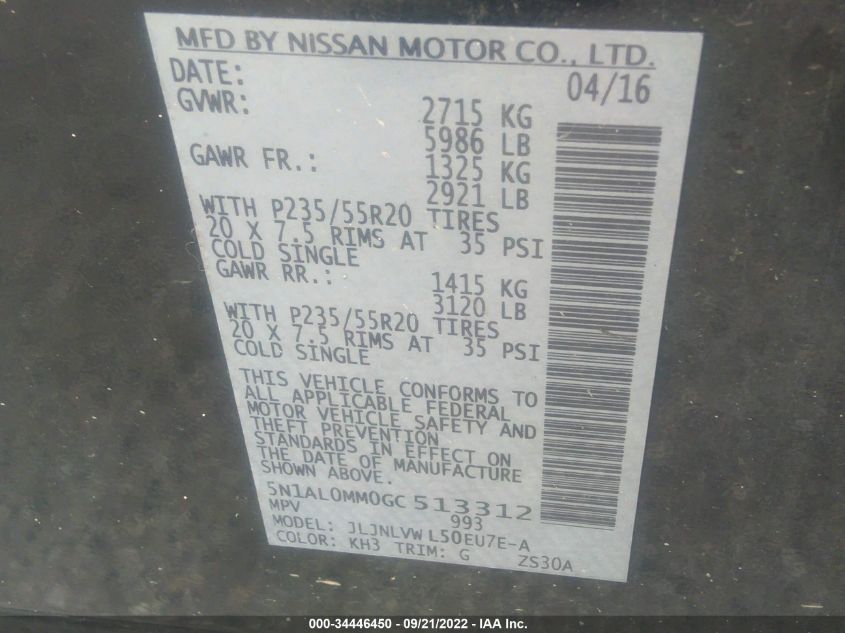 MFD BY NISSAN MOTOR CO., LTD.
DATE: 04/16
GVWR: 2715 KG
5986 LB
GAWR FR.: 1325 KG
2921 LB
WITH P235/55R20 TIRES
20 X 7.5 RIMS AT 35 PSI
COLD SINGLE
GAWR RR.: 1415 KG
3120 LB
WITH P235/55R20 TIRES
20 X 7.5 RIMS AT 35 PSI
COLD SINGLE
THIS VEHICLE CONFORMS TO
ALL APPLICABLE FEDERAL
MOTOR VEHICLE SAFETY AND
THEFT PREVENTION
STANDARDS IN EFFECT ON
THE DATE OF MANUFACTURE
SHOWN ABOVE.
5N1AL0MM0GC513312
MPV 993
MODEL: JLJNLVWL50EU7E-A
COLOR: KH3 TRIM: G ZS30A
000-34446450 - 09/21/2022 - IAA Inc.